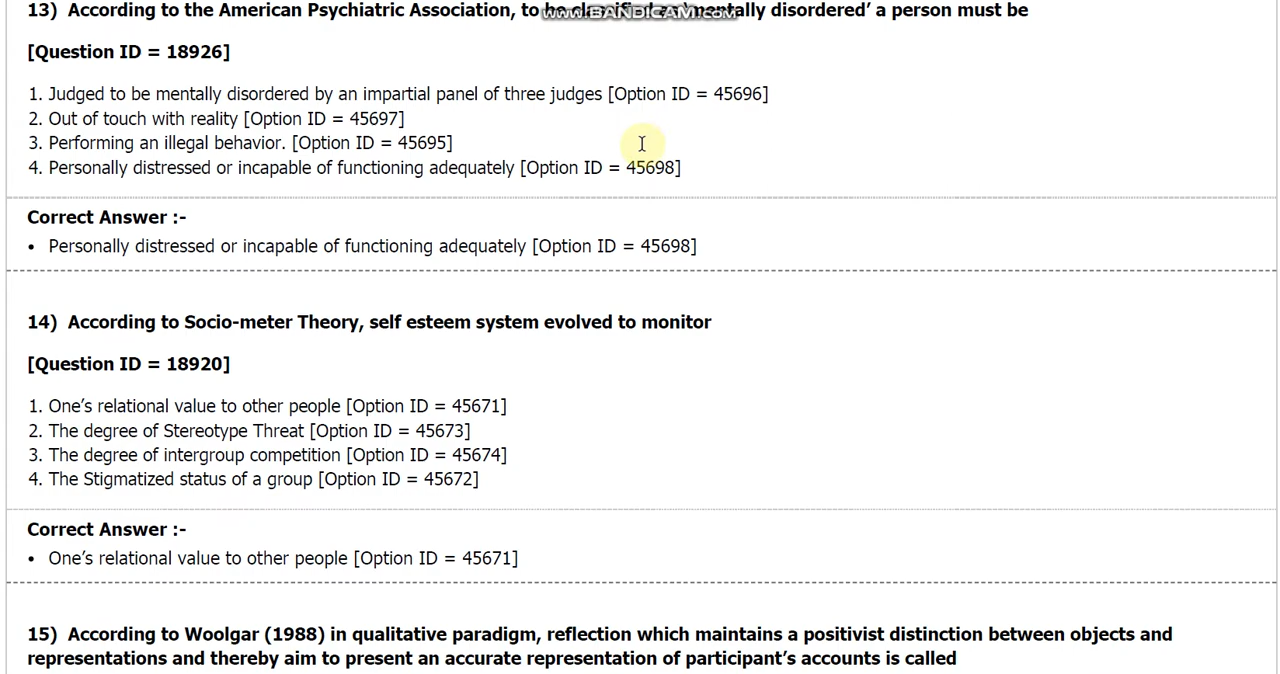 13) According to the American Psychiatric Association, to be classified as 'mentally disordered' a person must be
www.BANDICAM.com
[Question ID = 18926]
1. Judged to be mentally disordered by an impartial panel of three judges [Option ID = 45696]
2. Out of touch with reality [Option ID = 45697]
3. Performing an illegal behavior. [Option ID = 45695]
4. Personally distressed or incapable of functioning adequately [Option ID = 45698]
Correct Answer :-
• Personally distressed or incapable of functioning adequately [Option ID = 45698]
14) According to Socio-meter Theory, self esteem system evolved to monitor
[Question ID = 18920]
1. One’s relational value to other people [Option ID = 45671]
2. The degree of Stereotype Threat [Option ID = 45673]
3. The degree of intergroup competition [Option ID = 45674]
4. The Stigmatized status of a group [Option ID = 45672]
Correct Answer :-
• One’s relational value to other people [Option ID = 45671]
15) According to Woolgar (1988) in qualitative paradigm, reflection which maintains a positivist distinction between objects and
representations and thereby aim to present an accurate representation of participant’s accounts is called